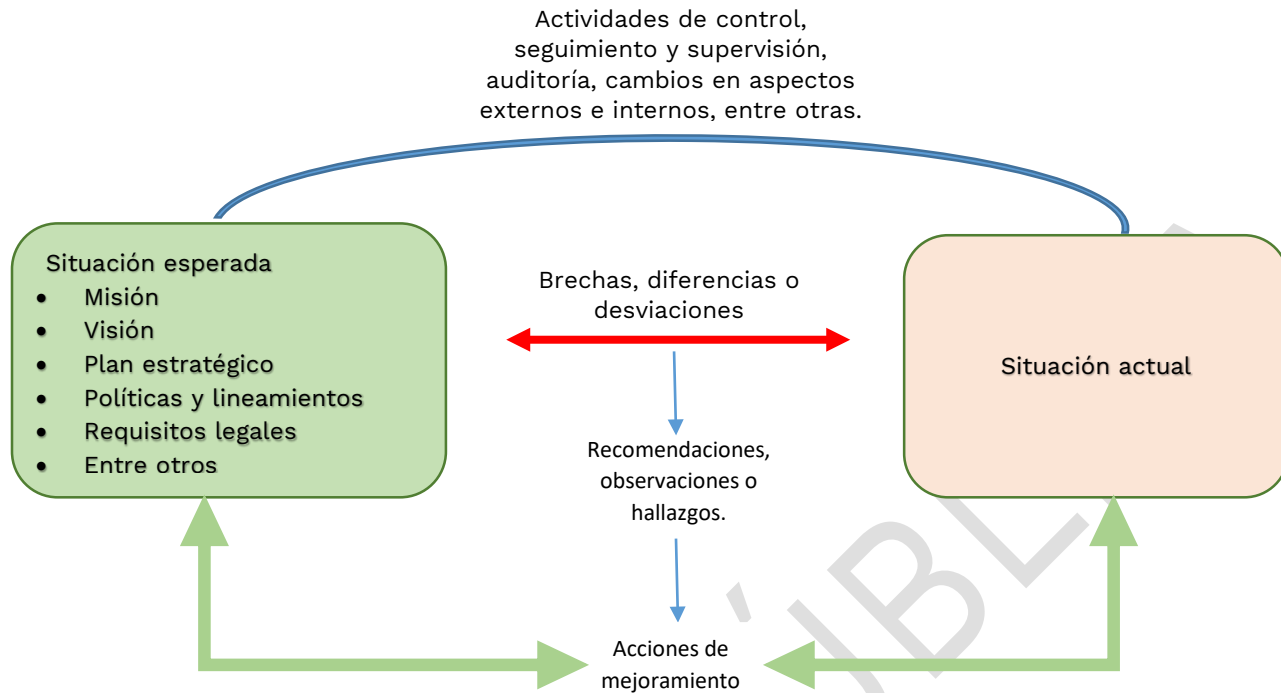 Actividades de control,
seguimiento y supervisión,
auditoría, cambios en aspectos
externos e internos, entre otras.
Situación esperada
• Misión
• Visión
• Plan estratégico
• Políticas y lineamientos
• Requisitos legales
• Entre otros
Brechas, diferencias o
desviaciones
Situación actual
Recomendaciones,
observaciones o
hallazgos.
Acciones de
mejoramiento